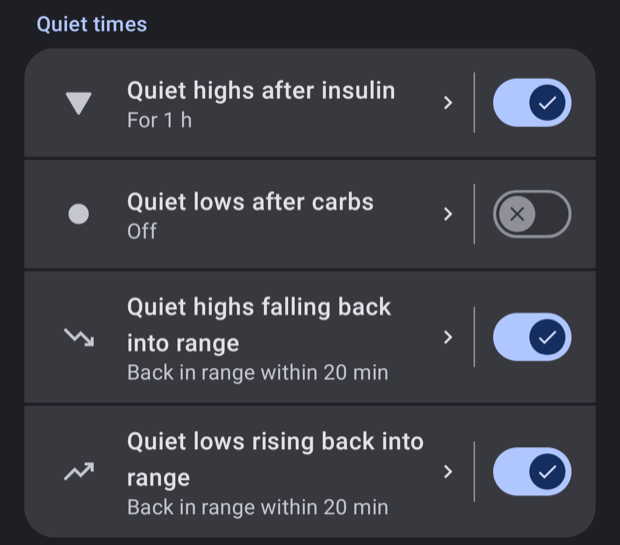 Quiet times
Quiet highs after insulin
For 1 h
Quiet lows after carbs
Off
Quiet highs falling back
into range
Back in range within 20 min
Quiet lows rising back into
range
Back in range within 20 min